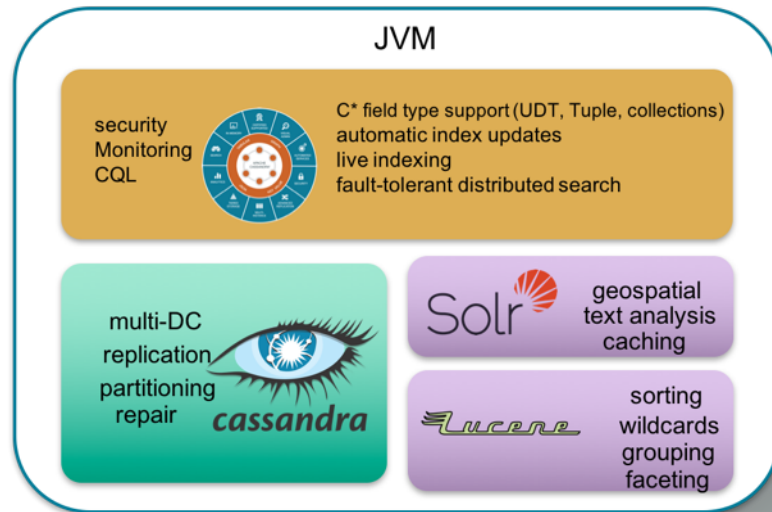 JVM
security
Monitoring
CQL
C* field type support (UDT, Tuple, collections)
automatic index updates
live indexing
fault-tolerant distributed search
multi-DC
replication
partitioning
repair
cassandra
Solr
geospatial
text analysis
caching
Lucene
sorting
wildcards
grouping
faceting